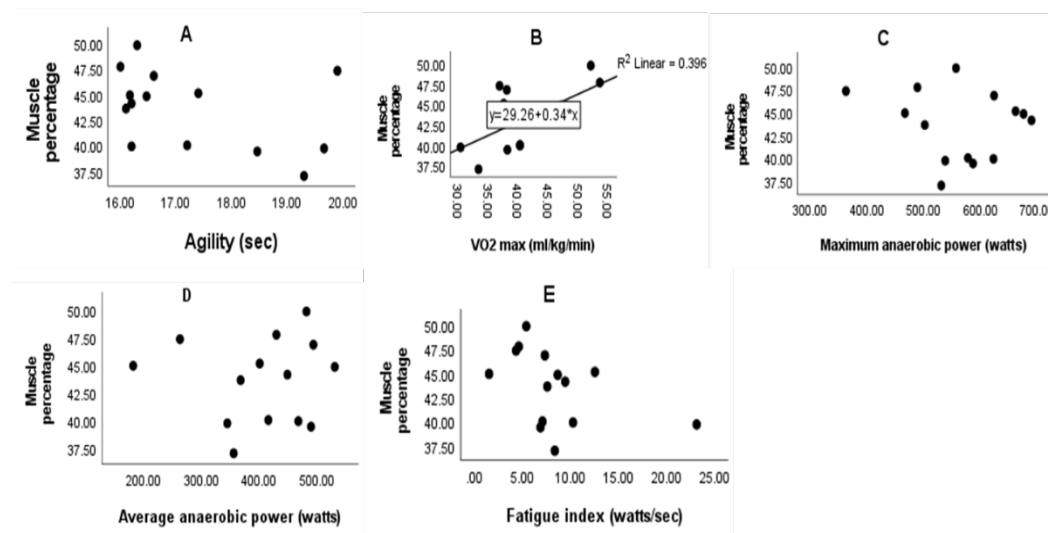 A
Muscle
percentage
50.00
47.50
45.00
42.50
40.00
37.50
16.00 17.00 18.00 19.00 20.00
Agility (sec)
B
Muscle
percentage
50.00
47.50
45.00
42.50
40.00
37.50
R² Linear = 0.396
y=29.26+0.34*x
30.00 35.00 40.00 45.00 50.00 55.00
VO2 max (ml/kg/min)
C
Muscle
percentage
50.00
47.50
45.00
42.50
40.00
37.50
300.00 400.00 500.00 600.00 700.00
Maximum anaerobic power (watts)
D
Muscle
percentage
50.00
47.50
45.00
42.50
40.00
37.50
200.00 300.00 400.00 500.00
Average anaerobic power (watts)
E
Muscle
percentage
50.00
47.50
45.00
42.50
40.00
37.50
.00 5.00 10.00 15.00 20.00 25.00
Fatigue index (watts/sec)